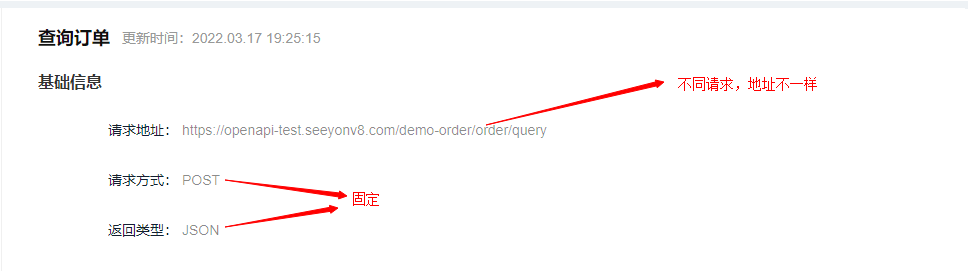 查询订单 更新时间：2022.03.17 19:25:15
基础信息
不同请求，地址不一样
请求地址： https://openapi-test.seeyonv8.com/demo-order/order/query
请求方式： POST
固定
返回类型： JSON